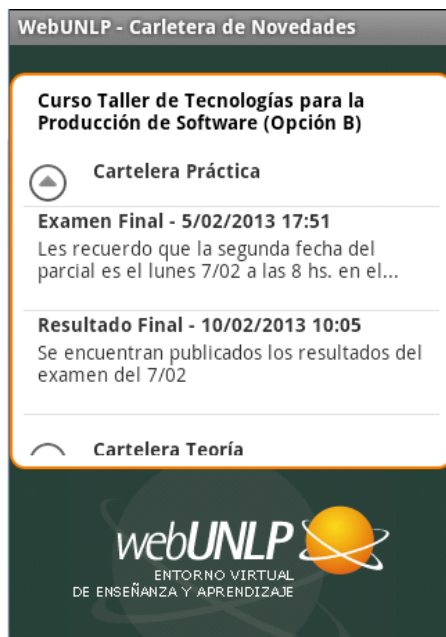 WebUNLP - Carletera de Novedades
Curso Taller de Tecnologías para la
Producción de Software (Opción B)
Cartelera Práctica
Examen Final - 5/02/2013 17:51
Les recuerdo que la segunda fecha del
parcial es el lunes 7/02 a las 8 hs. en el...
Resultado Final - 10/02/2013 10:05
Se encuentran publicados los resultados del
examen del 7/02
Cartelera Teoría
webUNLP
ENTORNO VIRTUAL
DE ENSEÑANZA Y APRENDIZAJE